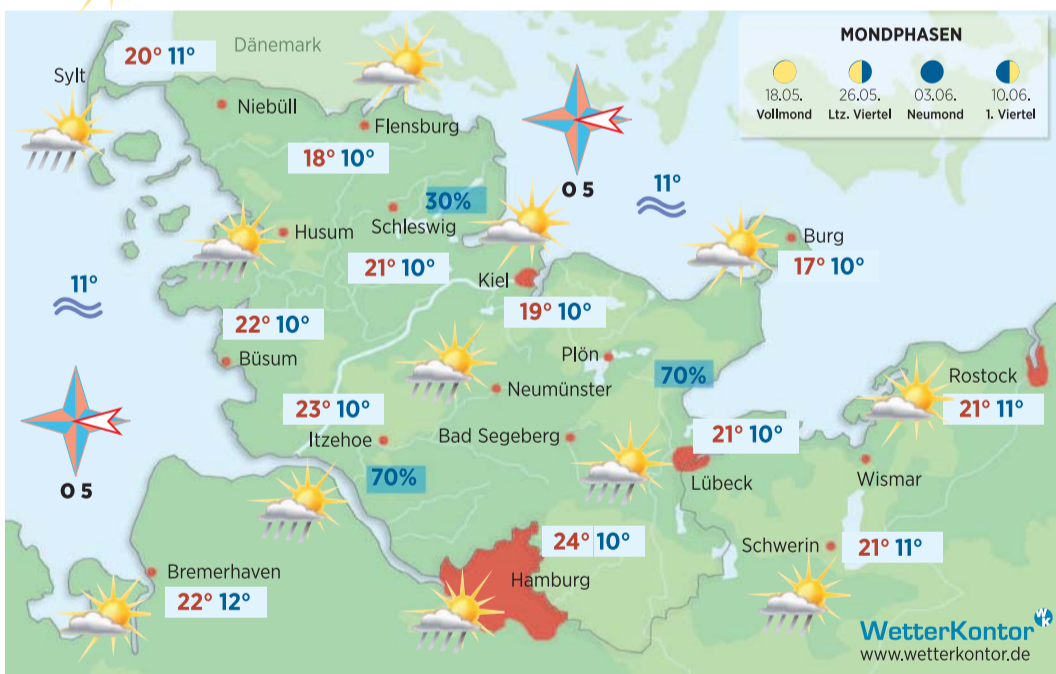 MONDPHASEN
18.05. 26.05. 03.06. 10.06.
Vollmond Ltz. Viertel Neumond 1. Viertel
Dänemark
20° 11°
Sylt
Niebüll
Flensburg
18° 10°
O 5
11°
30%
Schleswig
Husum
Burg
17° 10°
21° 10°
Kiel
11°
19° 10°
22° 10°
Büsum
Plön
70%
Rostock
21° 11°
Neumünster
23° 10°
Itzehoe
Bad Segeberg
21° 10°
Lübeck
Wismar
70%
O 5
24° 10°
Schwerin
21° 11°
Bremerhaven
22° 12°
Hamburg
WetterKontor WK
www.wetterkontor.de